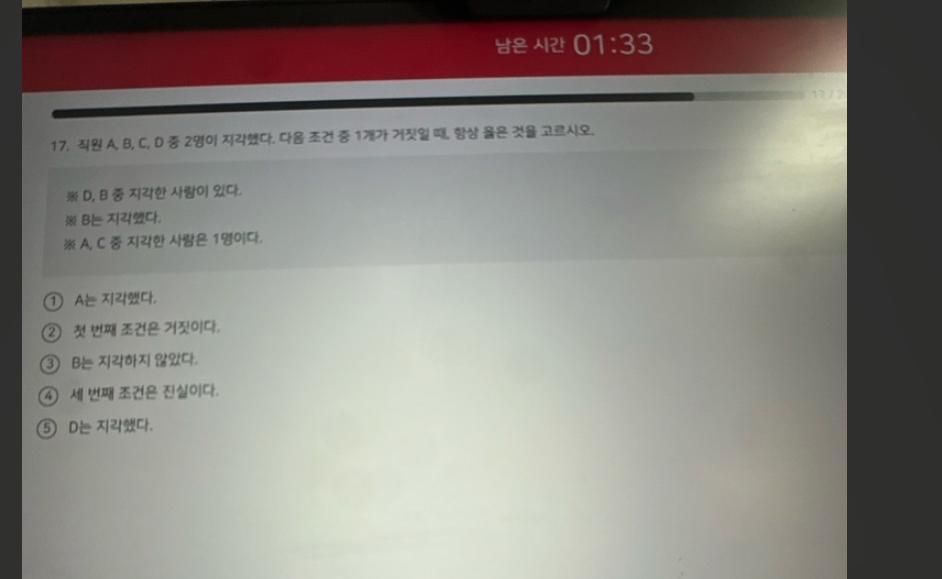 남은 시간 01:33
17. 직원 A, B, C, D 중 2명이 지각했다. 다음 조건 중 1개가 거짓일 때, 항상 옳은 것을 고르시오.
※ D, B 중 지각한 사람이 있다.
※ B는 지각했다.
※ A, C 중 지각한 사람은 1명이다.
① A는 지각했다.
② 첫 번째 조건은 거짓이다.
③ B는 지각하지 않았다.
④ 세 번째 조건은 진실이다.
⑤ D는 지각했다.